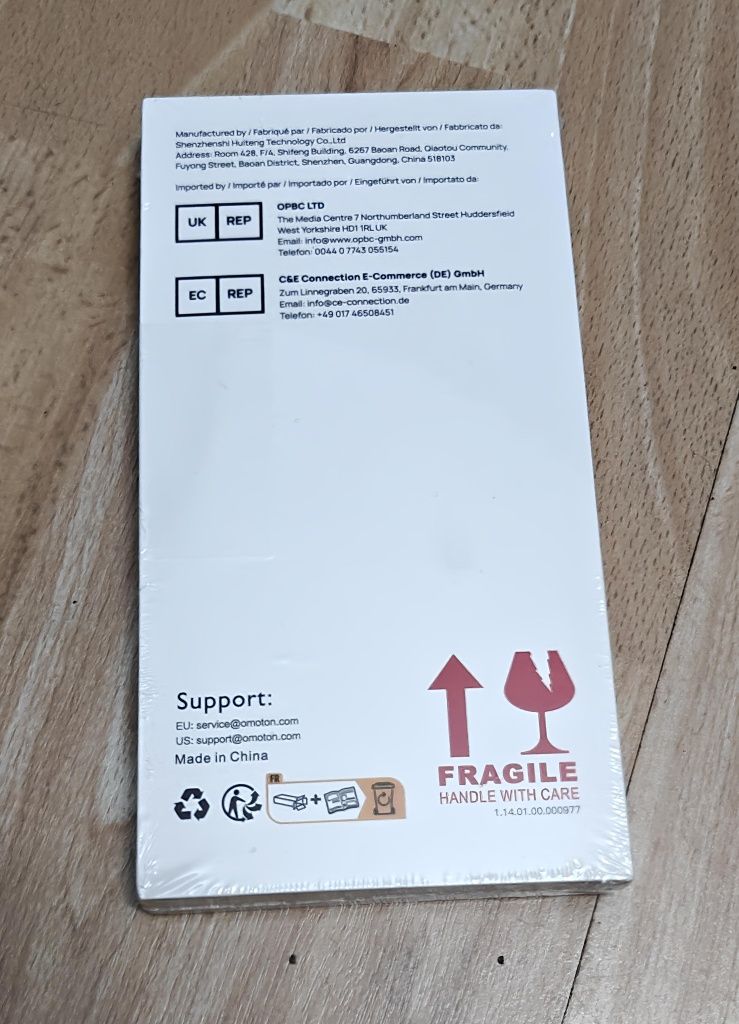 Manufactured by / Fabriqué par / Fabricado por / Hergestellt von / Fabbricato da:
Shenzhenshi Huiteng Technology Co.,Ltd
Address: Room 428, F/4, Shifeng Building, 6267 Baoan Road, Qiaotou Community,
Fuyong Street, Baoan District, Shenzhen, Guangdong, China 518103
Imported by / Importé par / Importado por / Eingeführt von / Importato da:
UK REP
OPBC LTD
The Media Centre 7 Northumberland Street Huddersfield
West Yorkshire HD1 1RL UK
Email: info@www.opbc-gmbh.com
Telefon: 0044 0 7743 055154
EC REP
C&E Connection E-Commerce (DE) GmbH
Zum Linnegraben 20, 65933, Frankfurt am Main, Germany
Email: info@ce-connection.de
Telefon: +49 017 46508451
Support:
EU: service@omoton.com
US: support@omoton.com
Made in China
FR
FRAGILE
HANDLE WITH CARE
1.14.01.00.000977